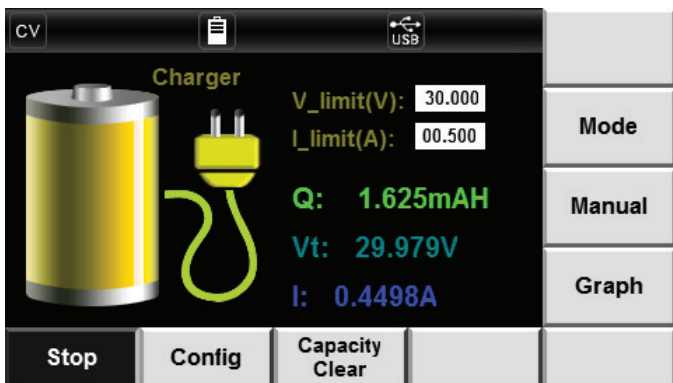 CV
USB
Charger
V_limit(V): 30.000
I_limit(A): 00.500
Q: 1.625mAH
Vt: 29.979V
I: 0.4498A
Mode
Manual
Graph
Stop
Config
Capacity
Clear